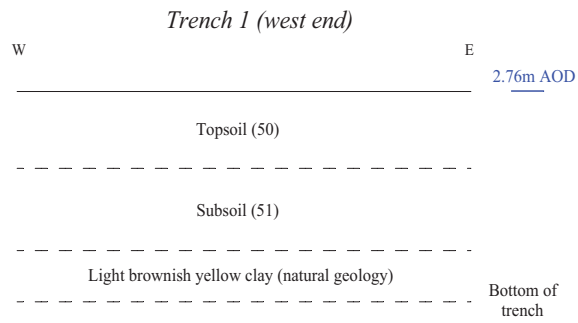 Trench 1 (west end)
W E
2.76m AOD
Topsoil (50)
Subsoil (51)
Light brownish yellow clay (natural geology)
Bottom of
trench